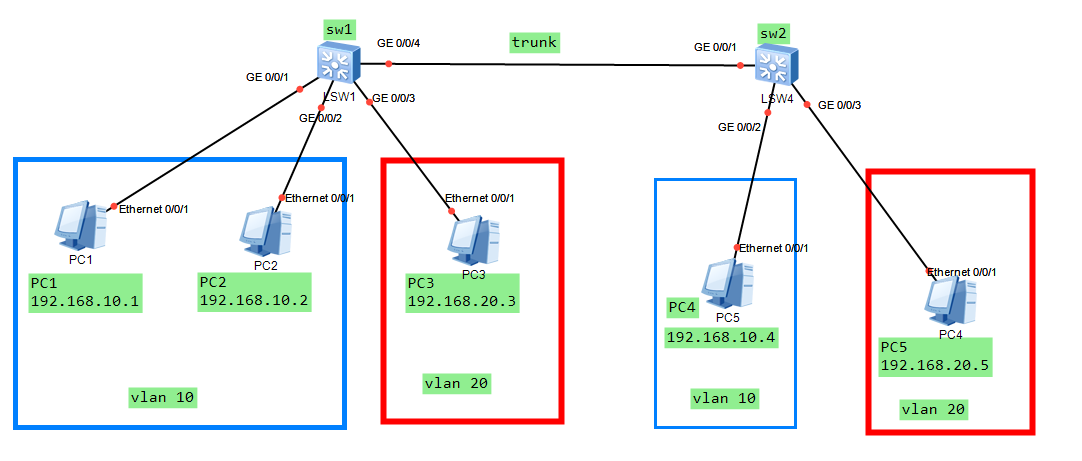 sw1
GE 0/0/4
trunk
GE 0/0/1
sw2
GE 0/0/1
LSW1
GE 0/0/3
GE 0/0/2
LSW4
GE 0/0/3
GE 0/0/2
Ethernet 0/0/1
PC1
PC1
192.168.10.1
Ethernet 0/0/1
PC2
PC2
192.168.10.2
vlan 10
Ethernet 0/0/1
PC3
PC3
192.168.20.3
vlan 20
Ethernet 0/0/1
PC4
PC5
192.168.10.4
vlan 10
Ethernet 0/0/1
PC4
PC5
192.168.20.5
vlan 20